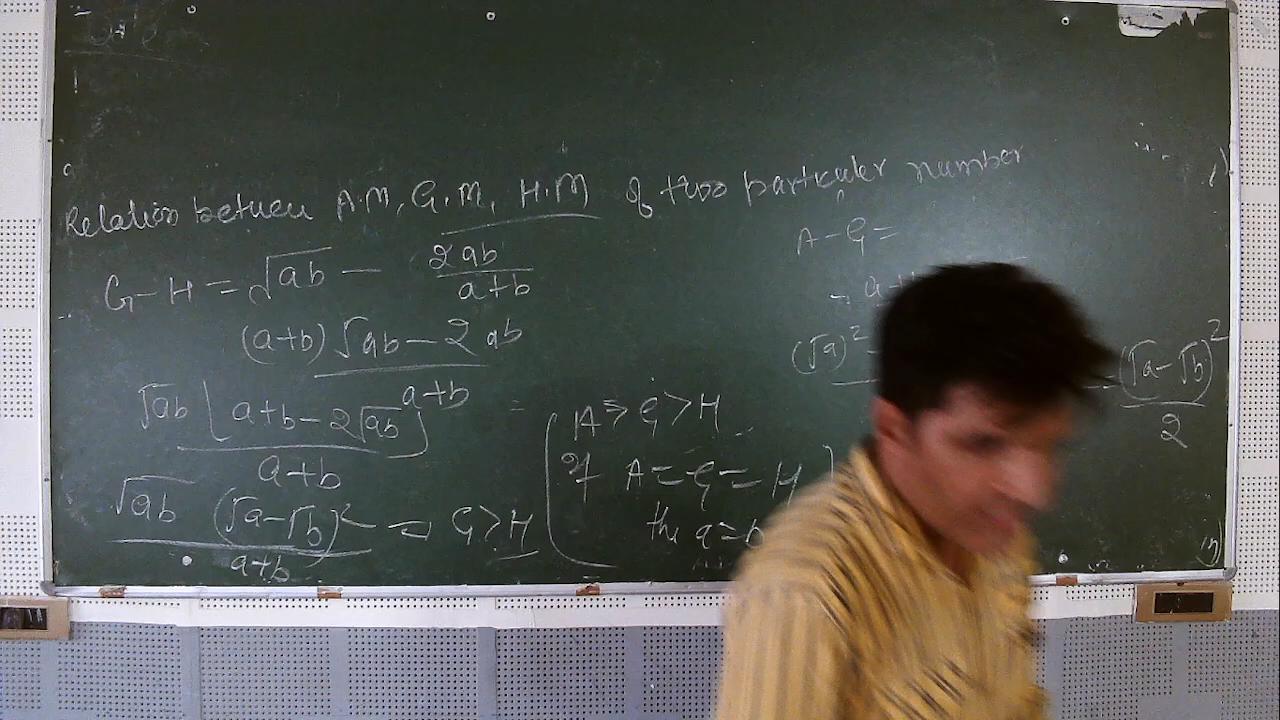 Relation between A.M, G.M, H.M of two particuler number
G-H = √ab - 2ab/a+b
(a+b)√ab - 2ab/a+b
√ab [a+b-2√ab]/a+b
√ab (√a-√b)²/a+b ⇒ G>H
A>G>H
If A=G=H
the a=b
A-G=
(√a)²
(√a-√b)²/2